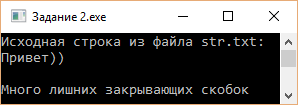 Задание 2.exe
Исходная строка из файла str.txt:
Привет))
Много лишних закрывающих скобок